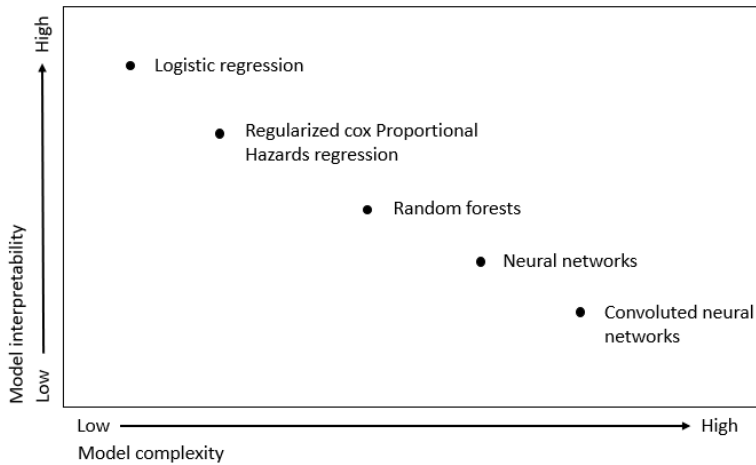 High
Logistic regression
Regularized cox Proportional
Hazards regression
Random forests
Neural networks
Convoluted neural
networks
Model interpretability
Low
Low
High
Model complexity